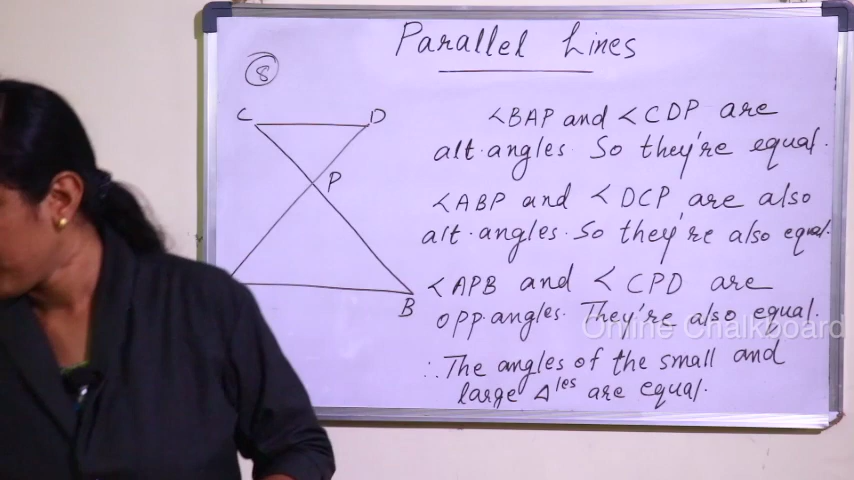 Parallel Lines
8
C
D
P
B
<BAP and <CDP are
alt.angles. So they're equal.
<ABP and < DCP are also
alt.angles. So they're also equal.
<APB and < CPD are
opp.angles. They're also equal.
∴ The angles of the small and
large Δles are equal.
Online Chalkboard